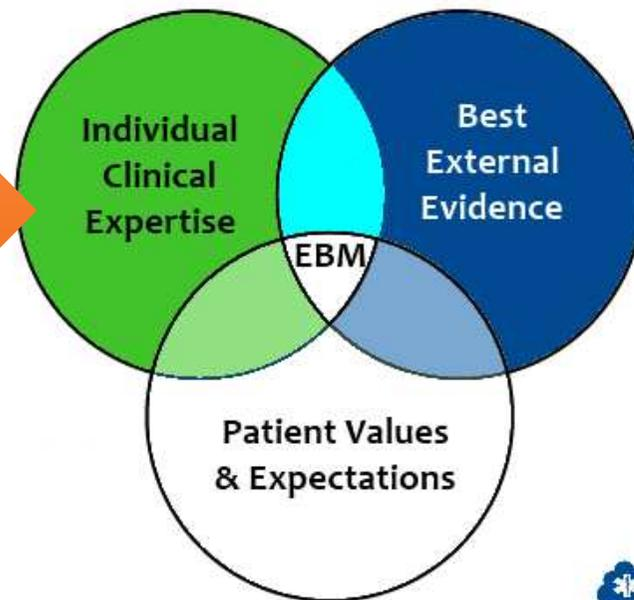 Individual
Clinical
Expertise
Best
External
Evidence
EBM
Patient Values
& Expectations